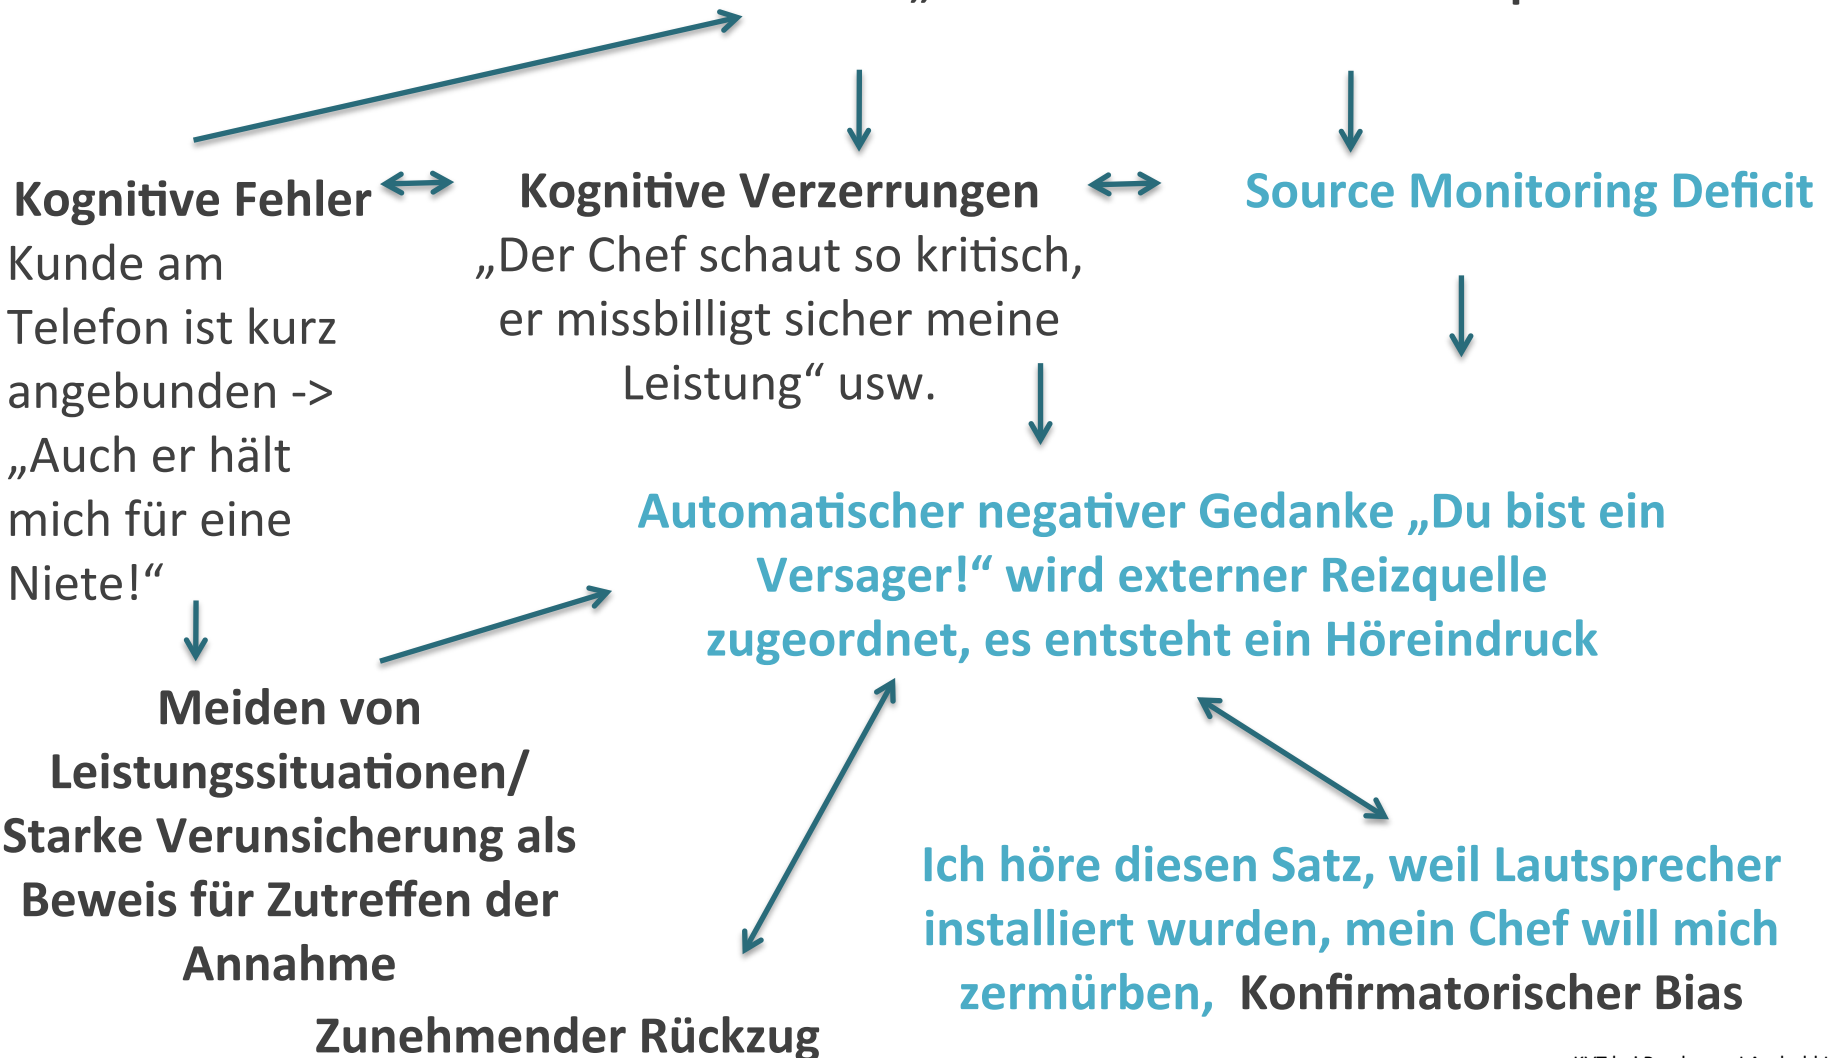 Kognitive Fehler
Kunde am
Telefon ist kurz
angebunden ->
„Auch er hält
mich für eine
Niete!“
Kognitive Verzerrungen
„Der Chef schaut so kritisch,
er missbilligt sicher meine
Leistung“ usw.
Source Monitoring Deficit
Automatischer negativer Gedanke „Du bist ein
Versager!“ wird externer Reizquelle
zugeordnet, es entsteht ein Höreindruck
Meiden von
Leistungssituationen/
Starke Verunsicherung als
Beweis für Zutreffen der
Annahme
Ich höre diesen Satz, weil Lautsprecher
installiert wurden, mein Chef will mich
zermürben, Konfirmatorischer Bias
Zunehmender Rückzug